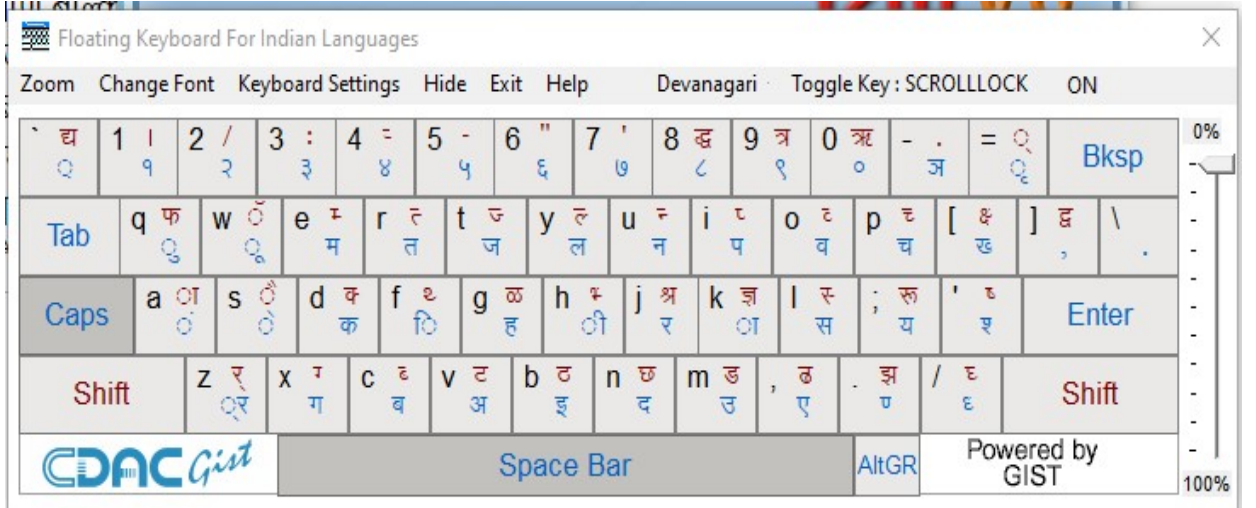 Floating Keyboard For Indian Languages
Zoom Change Font Keyboard Settings Hide Exit Help Devanagari Toggle Key : SCROLLLOCK ON
` द्य 1 । 2 / 3 : 4 - 5 - 6 " 7 ' 8 द्ध 9 त्र 0 ऋ - . = ् Bksp 0%
़ १ २ ३ ४ ५ ६ ७ ८ ९ ० ञ ृ
Tab q फ w ॅ e म् r त् t ज् y ल् u न् i प् o व् p च् [ क्ष ] द्व \
ु ू म त ज ल न प व च ख् , .
Caps a ा s ै d क् f g ळ h j श्र k ज्ञ l स् ; रू ' ष् Enter
ं े क ि ह ी र ा स य श्
Shift z र् x ग् c ब् v ट b ठ n छ m ड , ढ . झ / घ् Shift
्र ग ब अ इ द उ ए ण् ध्
CDAC Gist Space Bar AltGR Powered by
GIST 100%